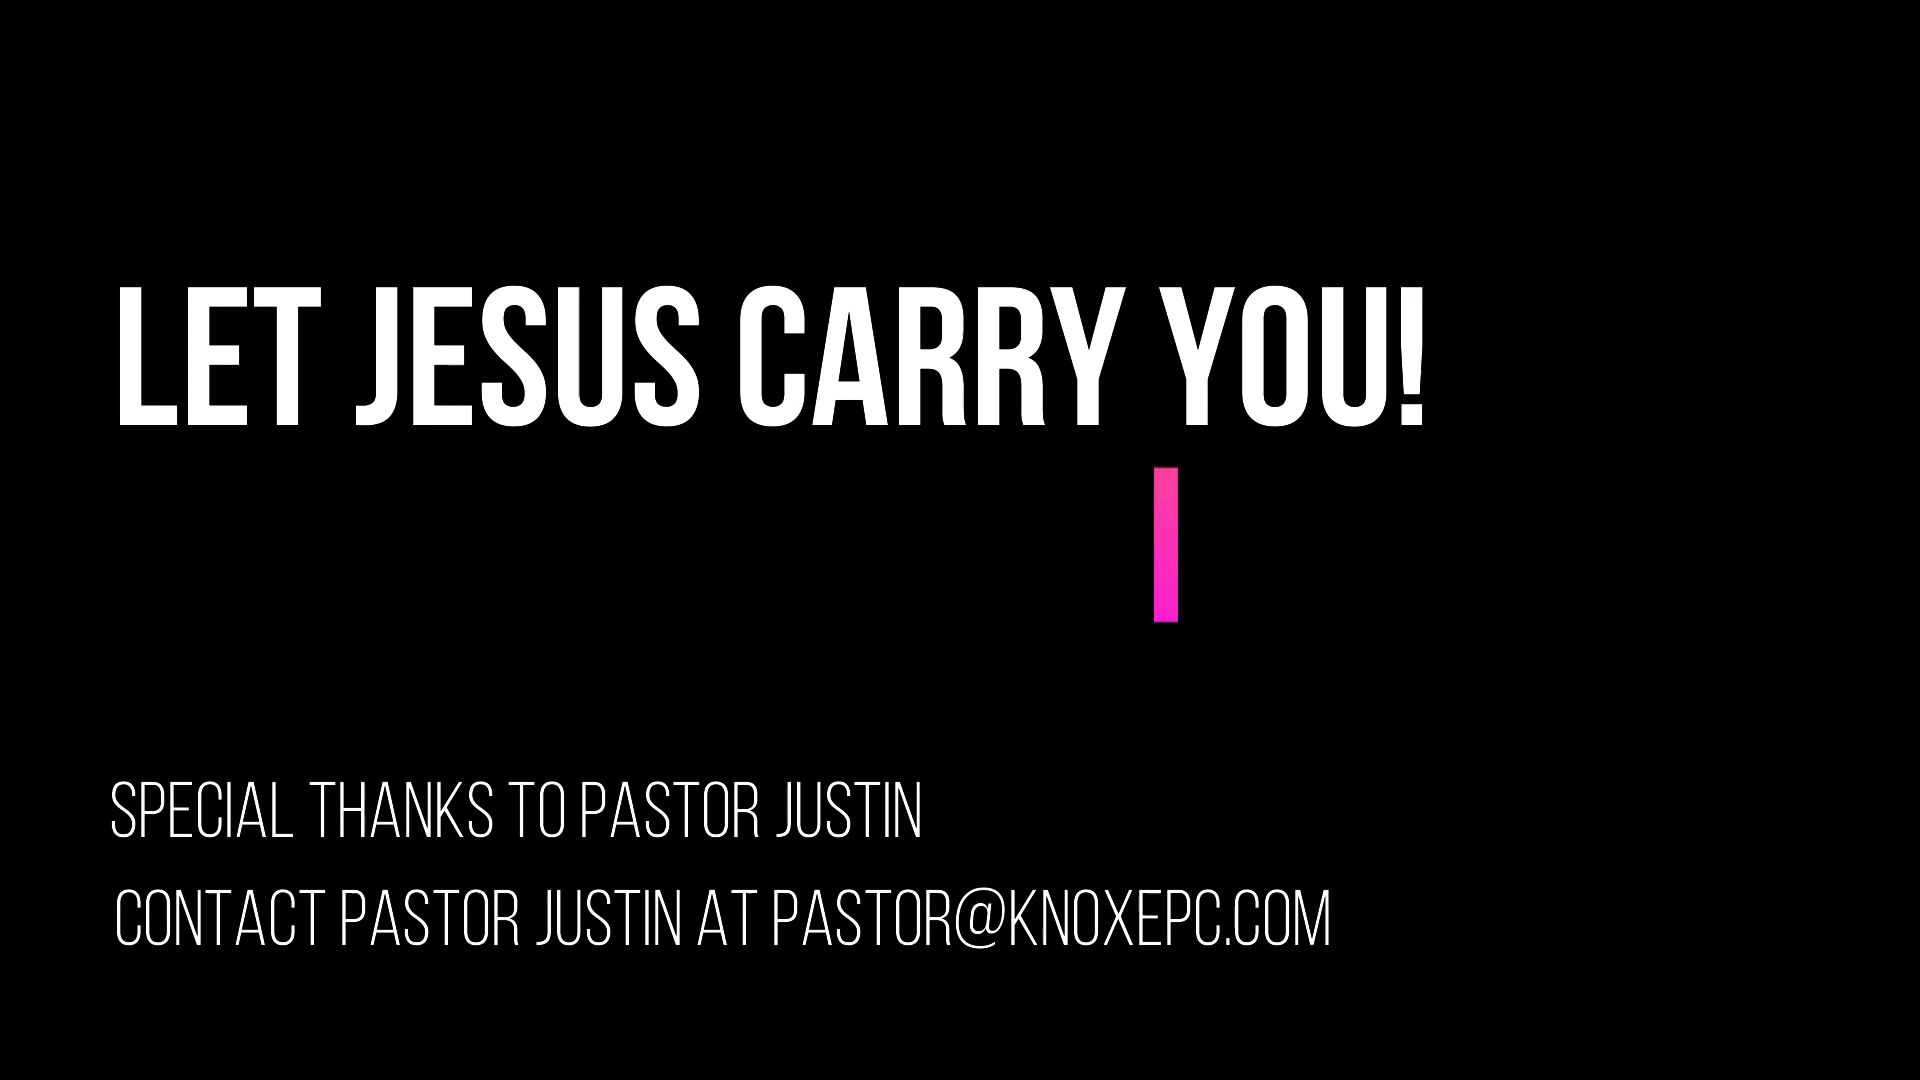 LET JESUS CARRY YOU!
SPECIAL THANKS TO PASTOR JUSTIN
CONTACT PASTOR JUSTIN AT PASTOR@KNOXEPC.COM